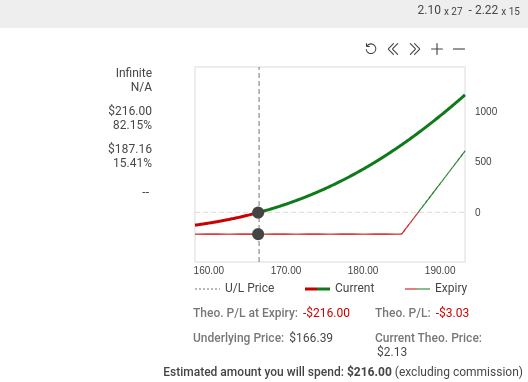 2.10 x 27 - 2.22 x 15
Infinite
N/A
$216.00
82.15%
$187.16
15.41%
--
1000
500
0
160.00 170.00 180.00 190.00
U/L Price Current Expiry
Theo. P/L at Expiry: -$216.00 Theo. P/L: -$3.03
Underlying Price: $166.39 Current Theo. Price:
$2.13
Estimated amount you will spend: $216.00 (excluding commission)